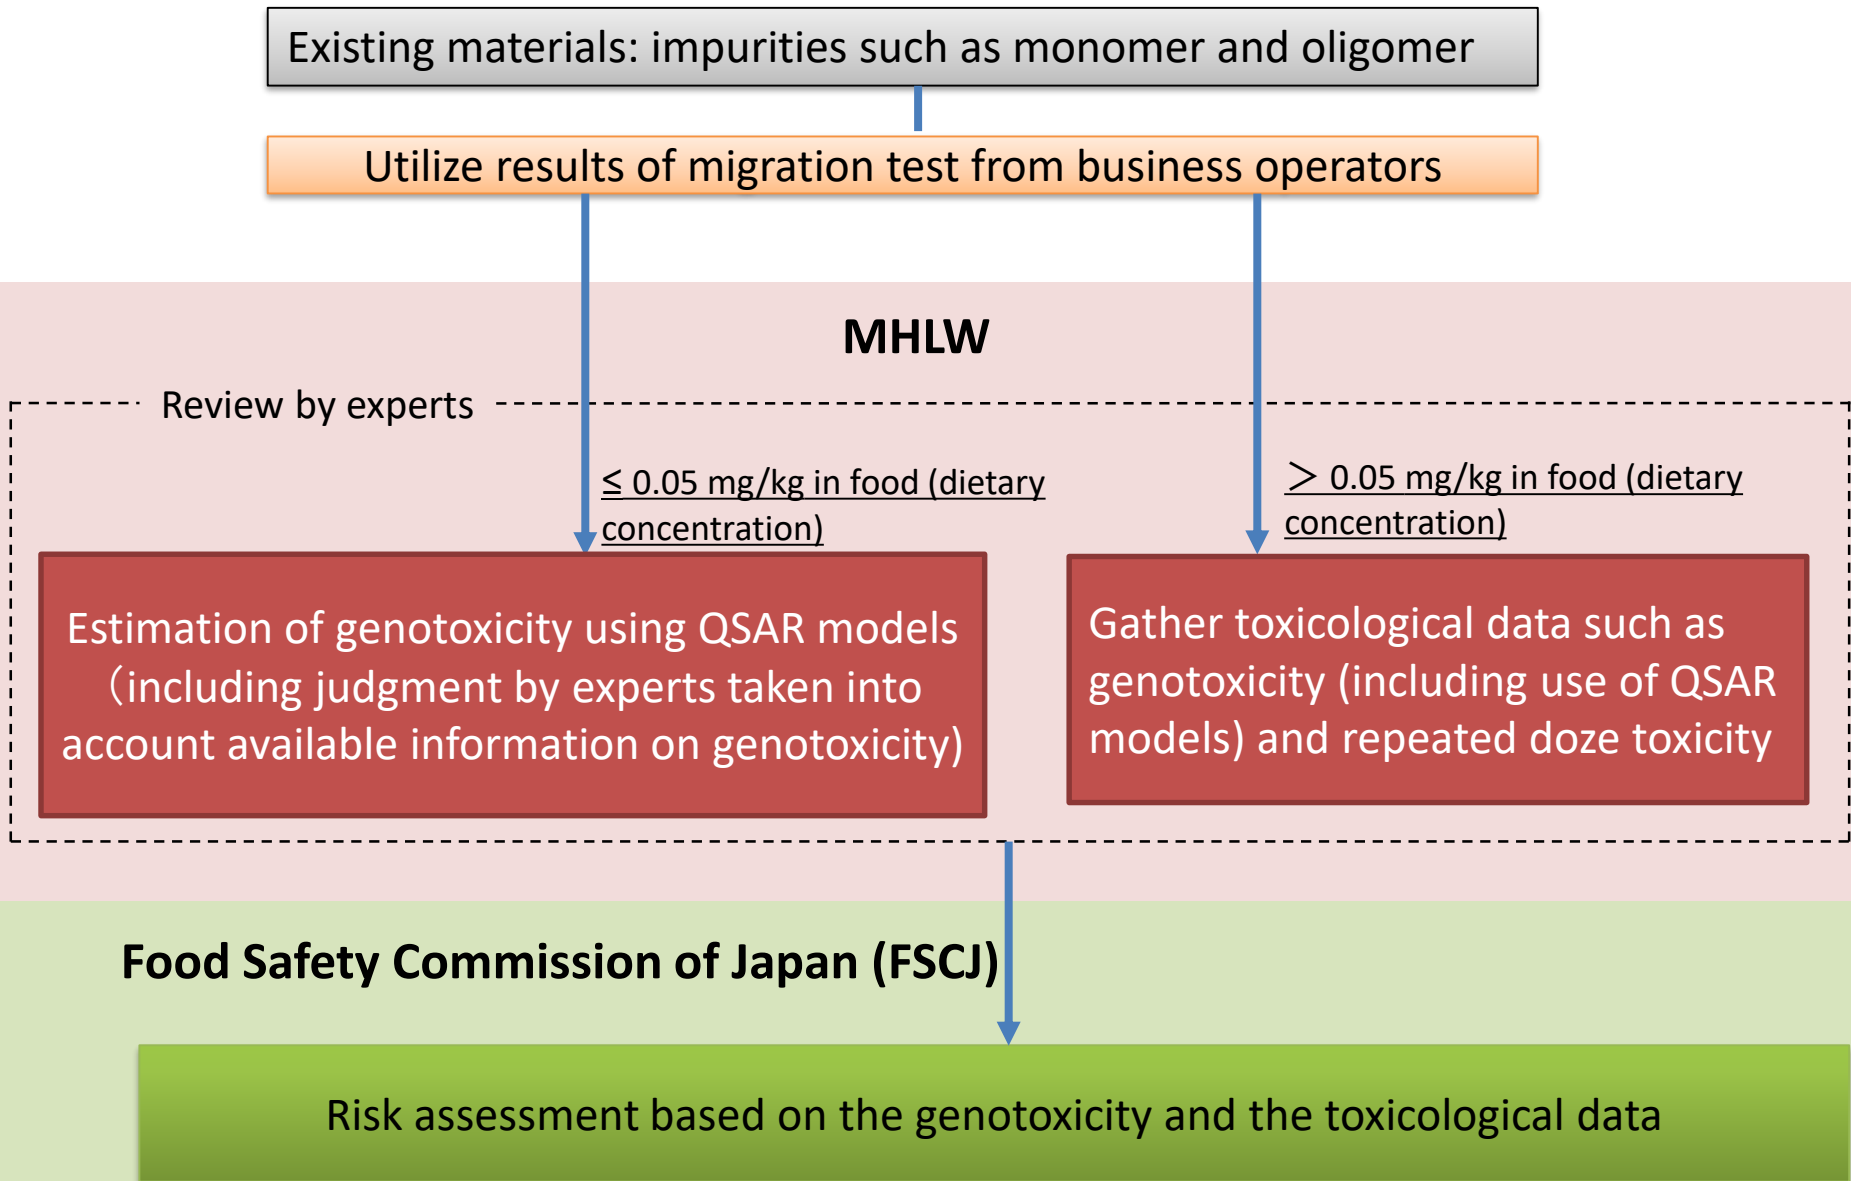 Existing materials: impurities such as monomer and oligomer
Utilize results of migration test from business operators
MHLW
Review by experts
≤ 0.05 mg/kg in food (dietary
concentration)
＞ 0.05 mg/kg in food (dietary
concentration)
Estimation of genotoxicity using QSAR models
（including judgment by experts taken into
account available information on genotoxicity)
Gather toxicological data such as
genotoxicity (including use of QSAR
models) and repeated doze toxicity
Food Safety Commission of Japan (FSCJ)
Risk assessment based on the genotoxicity and the toxicological data